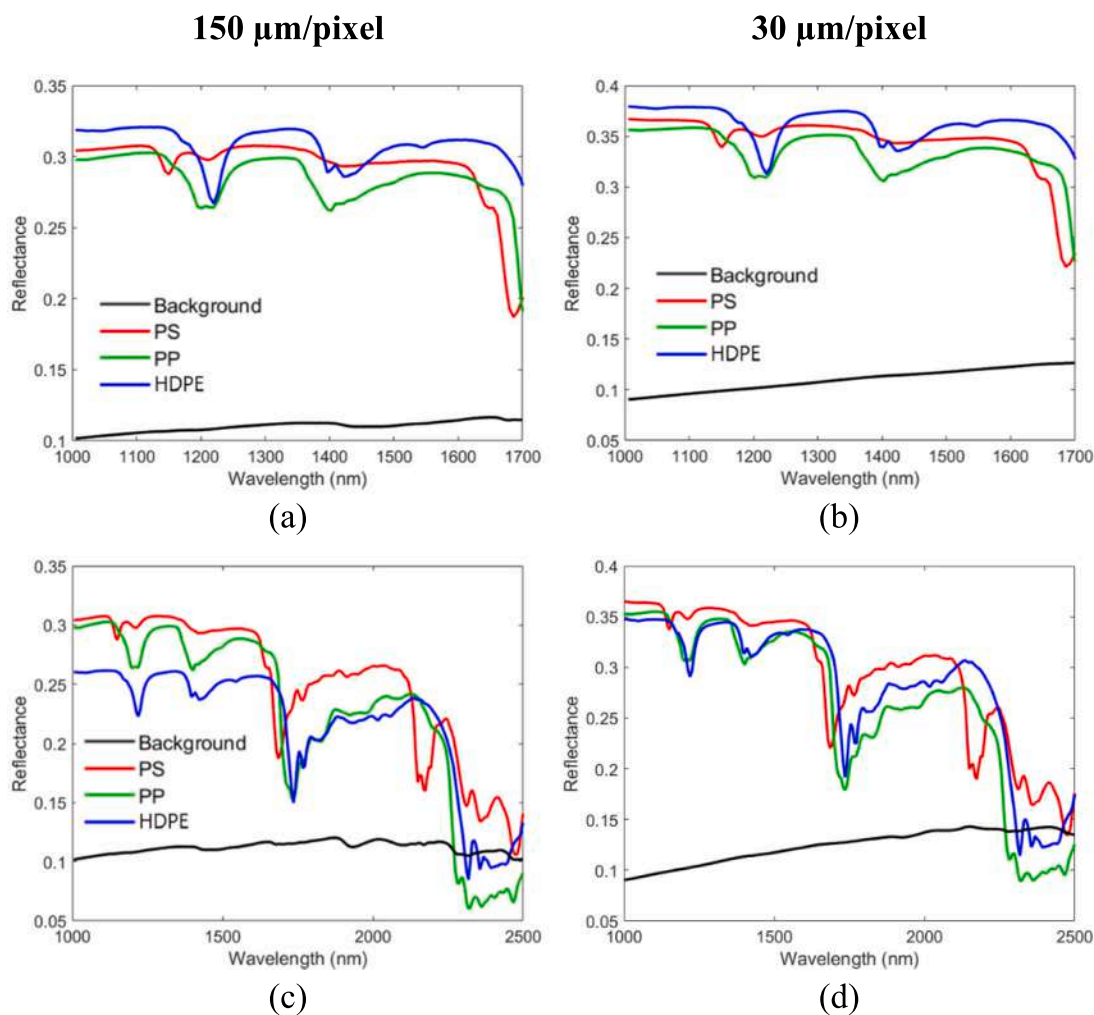 150 µm/pixel
30 µm/pixel
0.35
0.3
0.25
0.2
0.15
0.1
Reflectance
Background
PS
PP
HDPE
1000 1100 1200 1300 1400 1500 1600 1700
Wavelength (nm)
(a)
0.4
0.35
0.3
0.25
0.2
0.15
0.1
0.05
Reflectance
Background
PS
PP
HDPE
1000 1100 1200 1300 1400 1500 1600 1700
Wavelength (nm)
(b)
0.35
0.3
0.25
0.2
0.15
0.1
0.05
Reflectance
Background
PS
PP
HDPE
1000 1500 2000 2500
Wavelength (nm)
(c)
0.4
0.35
0.3
0.25
0.2
0.15
0.1
0.05
Reflectance
Background
PS
PP
HDPE
1000 1500 2000 2500
Wavelength (nm)
(d)